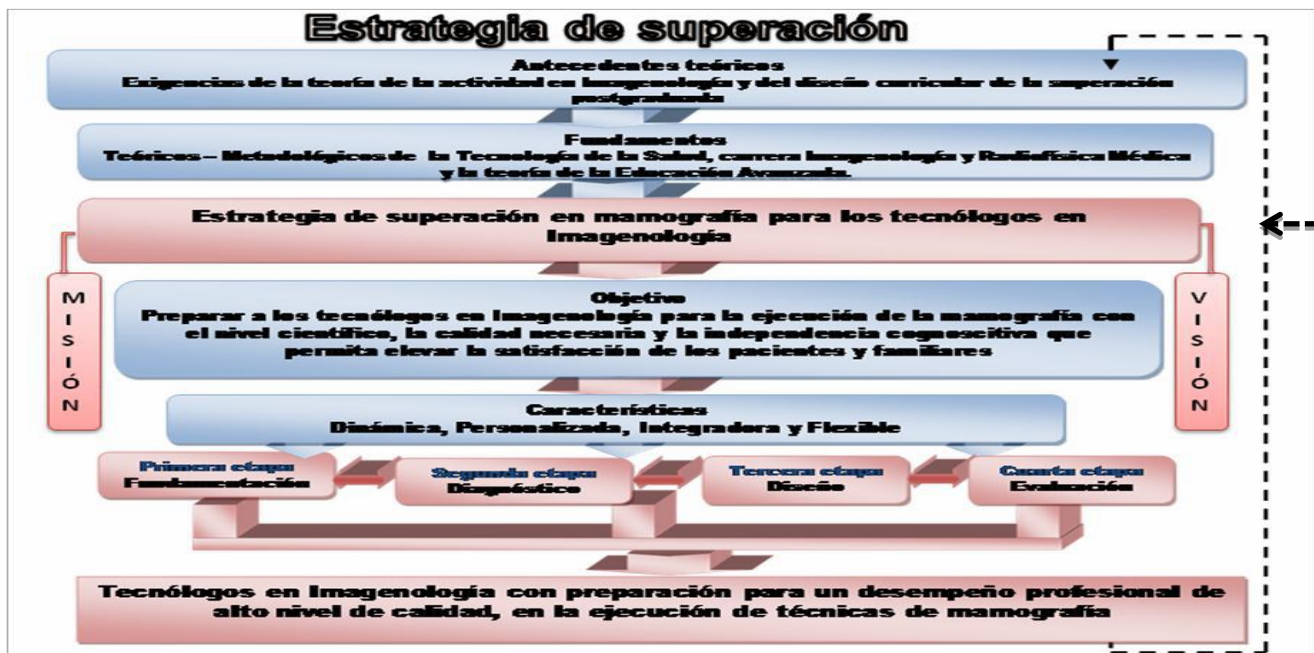 Estrategia de superación
Antecedentes teóricos
Exigencias de la teoría de la actividad en Imagenología y del diseño curricular de la superación
postgraduada
Fundamentos
Teóricos – Metodológicos de la Tecnología de la Salud, carrera Imagenología y Radiofísica Médica
y la teoría de la Educación Avanzada.
Estrategia de superación en mamografía para los tecnólogos en
Imagenología
MISIÓN
Objetivo
Preparar a los tecnólogos en Imagenología para la ejecución de la mamografía con
el nivel científico, la calidad necesaria y la independencia cognoscitiva que
permita elevar la satisfacción de los pacientes y familiares
VISIÓN
Características
Dinámica, Personalizada, Integradora y Flexible
Primera etapa
Fundamentación
Segunda etapa
Diagnóstico
Tercera etapa
Diseño
Cuarta etapa
Evaluación
Tecnólogos en Imagenología con preparación para un desempeño profesional de
alto nivel de calidad, en la ejecución de técnicas de mamografía